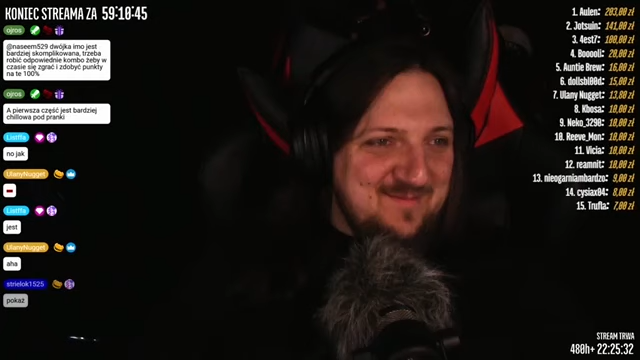 KONIEC STREAMA ZA 59:10:45
ojros
@naseem529 dwójka imo jest
bardziej skomplikowana, trzeba
robić odpowiednie kombo żeby w
czasie się zgrać i zdobyć punkty
na te 100%
ojros
A pierwsza część jest bardziej
chillowa pod pranki
Listffa
no jak
UlanyNugget
Listffa
jest
UlanyNugget
aha
strielok1525
pokaż
1. Aulen: 203,00 zł
2. Jotsuin: 141,00 zł
3. 4est7: 100,00 zł
4. Booooli: 20,00 zł
5. Auntie Brew: 16,00 zł
6. dollsbl00d: 15,00 zł
7. Ulany Nugget: 13,80 zł
8. Kbosa: 10,00 zł
9. Neko_3298: 10,00 zł
10. Reeve_Mon: 10,00 zł
11. Vicia: 10,00 zł
12. reamnit: 10,00 zł
13. nieogarniambardzo: 9,00 zł
14. cysiax04: 8,00 zł
15. Trufla: 7,00 zł
STREAM TRWA
480h+ 22:25:32